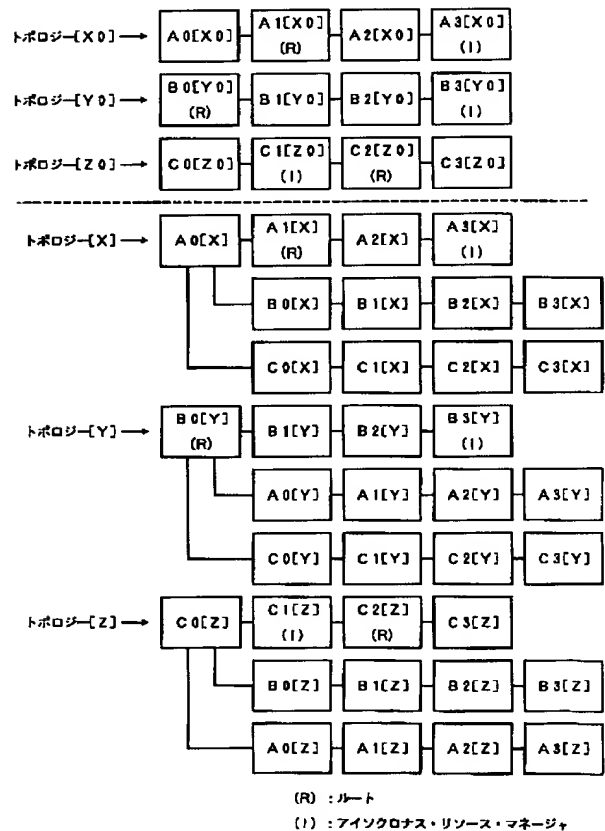 トポロジー[X0]→ A0[X0] A1[X0] (R) A2[X0] A3[X0] (I)
トポロジー[Y0]→ B0[Y0] (R) B1[Y0] B2[Y0] B3[Y0] (I)
トポロジー[Z0]→ C0[Z0] C1[Z0] (I) C2[Z0] (R) C3[Z0]
トポロジー[X]→ A0[X] A1[X] (R) A2[X] A3[X] (I)
B0[X] B1[X] B2[X] B3[X]
C0[X] C1[X] C2[X] C3[X]
トポロジー[Y]→ B0[Y] (R) B1[Y] B2[Y] B3[Y] (I)
A0[Y] A1[Y] A2[Y] A3[Y]
C0[Y] C1[Y] C2[Y] C3[Y]
トポロジー[Z]→ C0[Z] C1[Z] (I) C2[Z] (R) C3[Z]
B0[Z] B1[Z] B2[Z] B3[Z]
A0[Z] A1[Z] A2[Z] A3[Z]
(R) :ルート
(I) :アイソクロナス・リソース・マネージャ